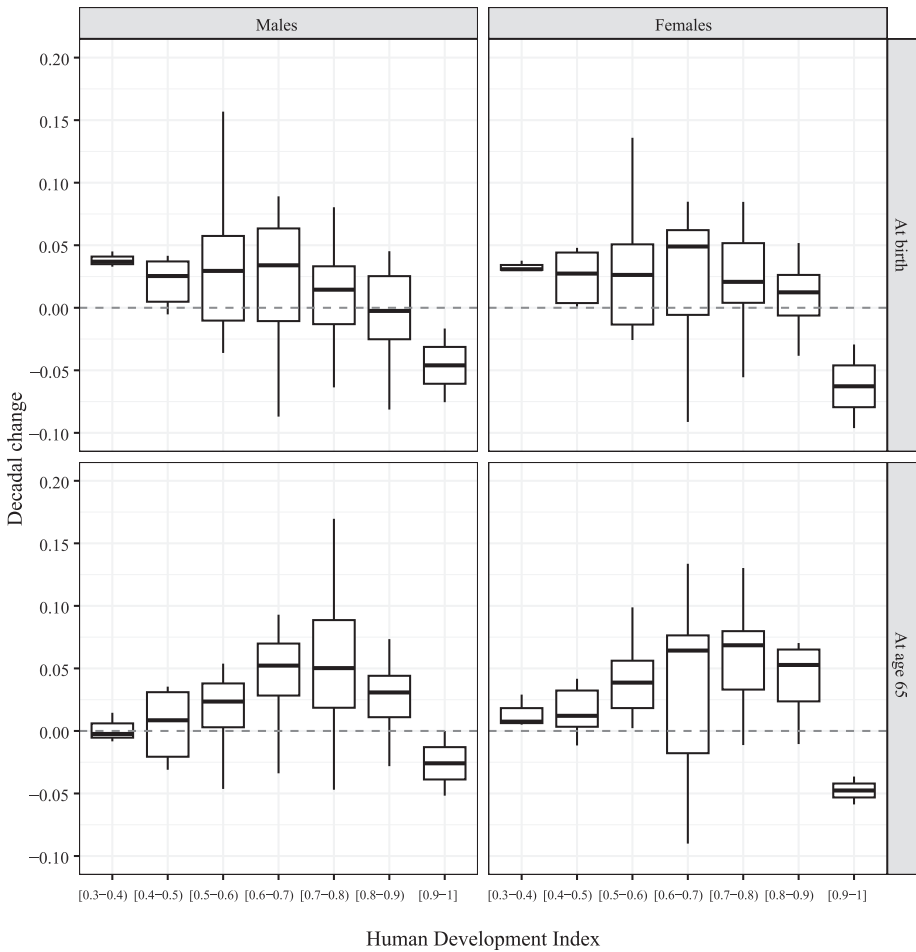 Males
Females
0.20
0.15
0.10
0.05
0.00
−0.05
−0.10
At birth
Decadal change
0.20
0.15
0.10
0.05
0.00
−0.05
−0.10
At age 65
[0.3−0.4) [0.4−0.5) [0.5−0.6) [0.6−0.7) [0.7−0.8) [0.8−0.9) [0.9−1]
[0.3−0.4) [0.4−0.5) [0.5−0.6) [0.6−0.7) [0.7−0.8) [0.8−0.9) [0.9−1]
Human Development Index